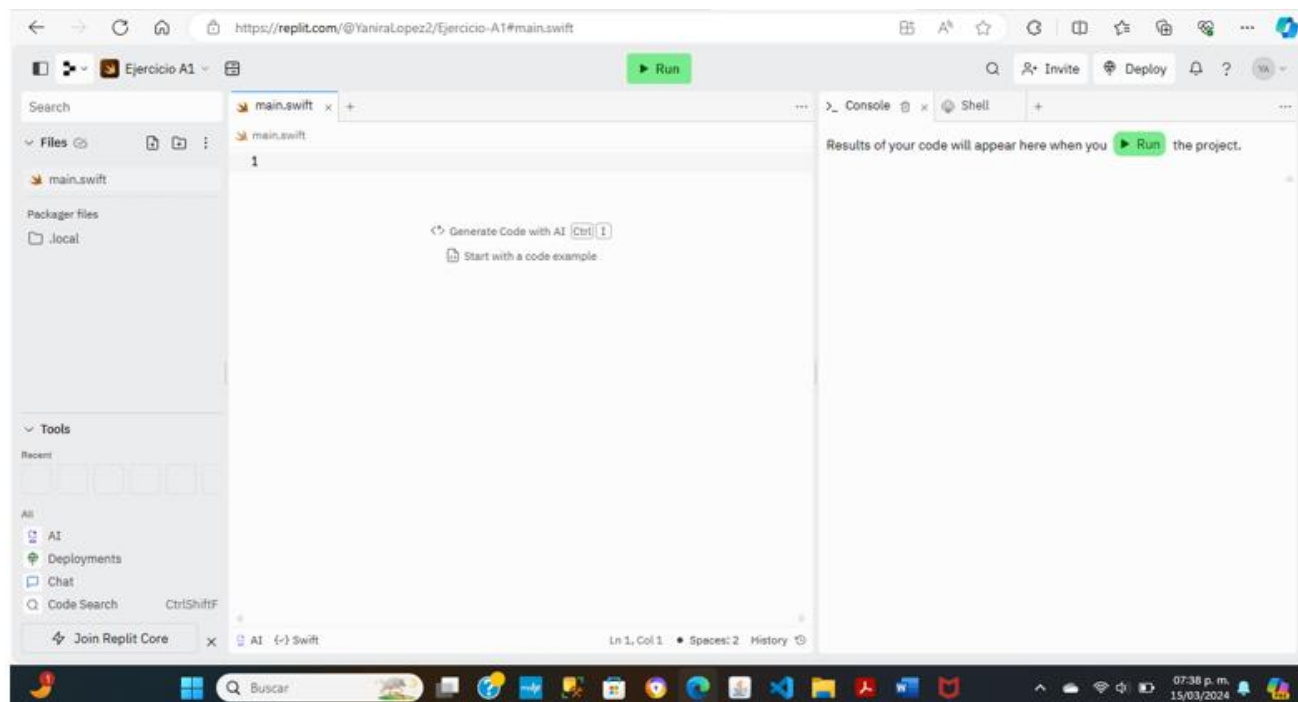 https://replit.com/@YaniraLopez2/Ejercicio-A1#main.swift
Ejercicio A1
Run
Invite
Deploy
?
YA
Search
main.swift x +
>_ Console x Shell +
Files
main.swift
Results of your code will appear here when you Run the project.
1
main.swift
Packager files
.local
<> Generate Code with AI Ctrl I
Start with a code example.
Tools
Recent
All
AI
Deployments
Chat
Code Search CtrlShiftF
Join Replit Core x
AI {..} Swift
Ln 1, Col 1 • Spaces: 2 History
Buscar
07:38 p. m.
15/03/2024